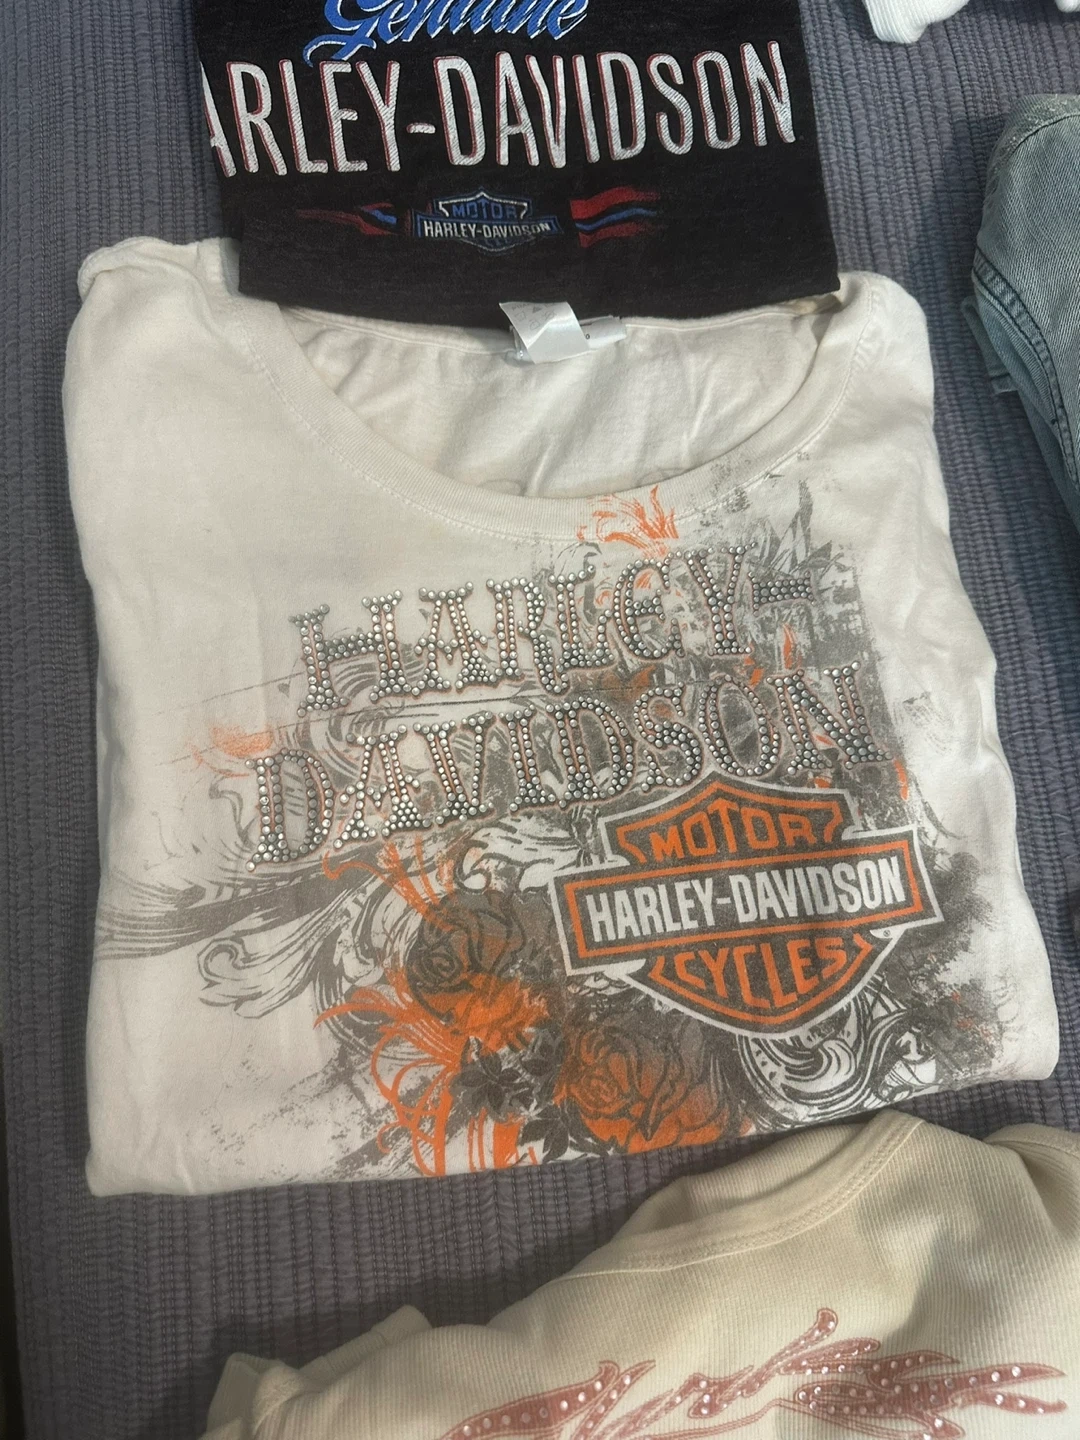 Genuine
ARLEY-DAVIDSON
MOTOR
HARLEY-DAVIDSON
HARLEY-
DAVIDSON
MOTOR
HARLEY-DAVIDSON
CYCLES
®